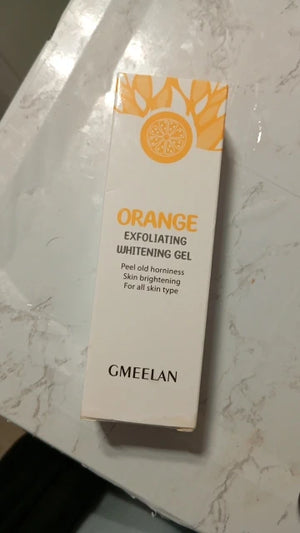 ORANGE
EXFOLIATING
WHITENING GEL
Peel old horniness
Skin brightening
For all skin type
GMEELAN